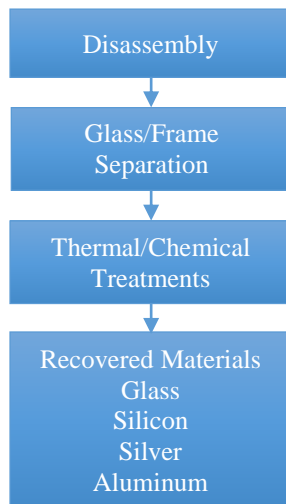 Disassembly
Glass/Frame
Separation
Thermal/Chemical
Treatments
Recovered Materials
Glass
Silicon
Silver
Aluminum